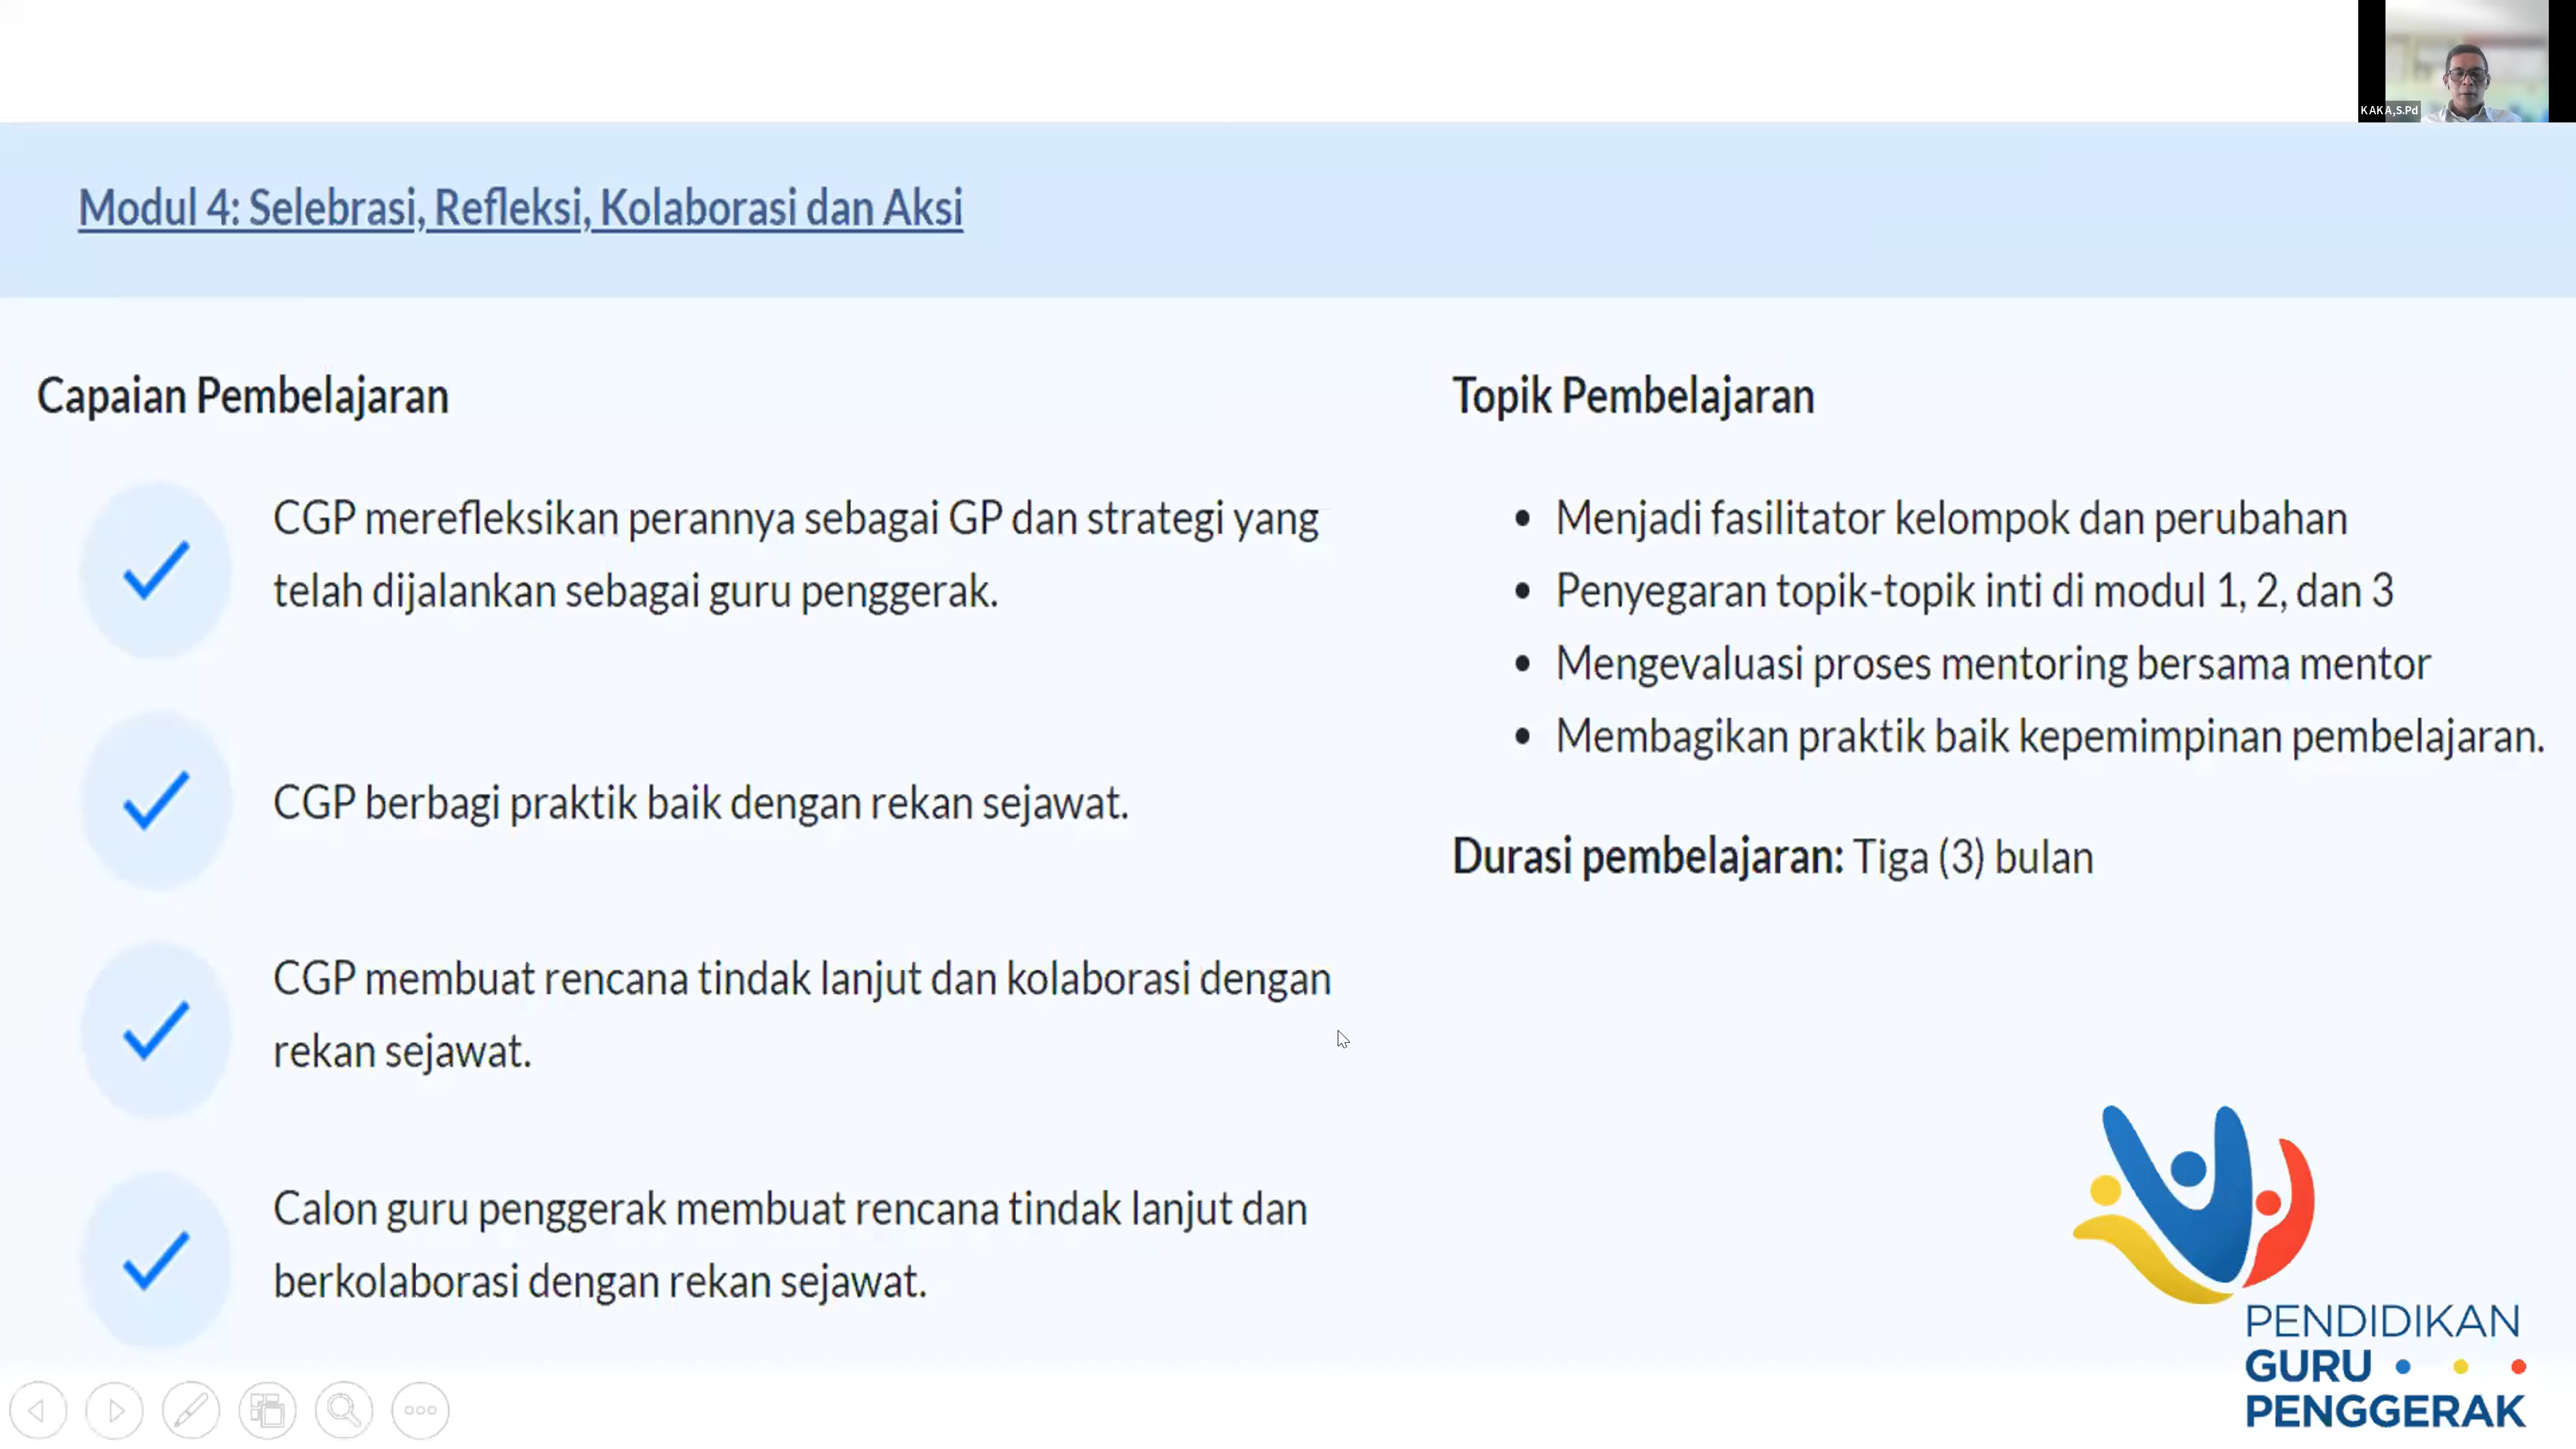 KAKA,S.Pd
Modul 4: Selebrasi, Refleksi, Kolaborasi dan Aksi
Capaian Pembelajaran
CGP merefleksikan perannya sebagai GP dan strategi yang
telah dijalankan sebagai guru penggerak.
CGP berbagi praktik baik dengan rekan sejawat.
CGP membuat rencana tindak lanjut dan kolaborasi dengan
rekan sejawat.
Calon guru penggerak membuat rencana tindak lanjut dan
berkolaborasi dengan rekan sejawat.
Topik Pembelajaran
• Menjadi fasilitator kelompok dan perubahan
• Penyegaran topik-topik inti di modul 1, 2, dan 3
• Mengevaluasi proses mentoring bersama mentor
• Membagikan praktik baik kepemimpinan pembelajaran.
Durasi pembelajaran: Tiga (3) bulan
PENDIDIKAN
GURU
PENGGERAK